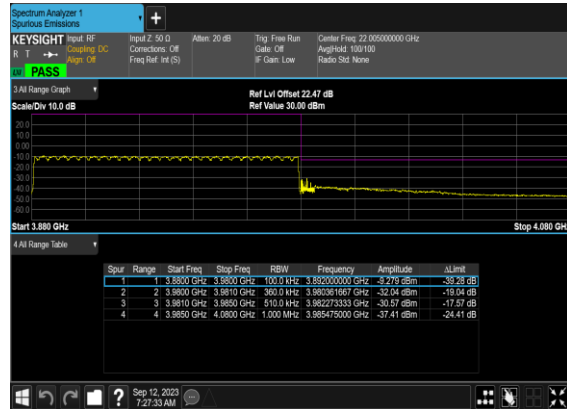 Spectrum Analyzer 1
Spurious Emissions
KEYSIGHT Input: RF Input Z: 50 Ω Atten: 20 dB Trig: Free Run Center Freq: 22.005000000 GHz
R T Coupling: DC Corrections: Off Gate: Off Avg|Hold: 100/100
Align: Off Freq Ref: Int (S) IF Gain: Low Radio Std: None
PASS
3 All Range Graph
Ref Lvl Offset 22.47 dB
Scale/Div 10.0 dB Ref Value 30.00 dBm
20.0
10.0
0.00
-10.0
-20.0
-30.0
-40.0
-50.0
-60.0
Start 3.880 GHz Stop 4.080 GH
4 All Range Table
Spur Range Start Freq Stop Freq RBW Frequency Amplitude ΔLimit
1 1 3.8800 GHz 3.9800 GHz 100.0 kHz 3.892000000 GHz -9.279 dBm -39.28 dB
2 2 3.9800 GHz 3.9810 GHz 360.0 kHz 3.980361667 GHz -32.04 dBm -19.04 dB
3 3 3.9810 GHz 3.9850 GHz 510.0 kHz 3.982273333 GHz -30.57 dBm -17.57 dB
4 4 3.9850 GHz 4.0800 GHz 1.000 MHz 3.985475000 GHz -37.41 dBm -24.41 dB
Sep 12, 2023
7:27:33 AM